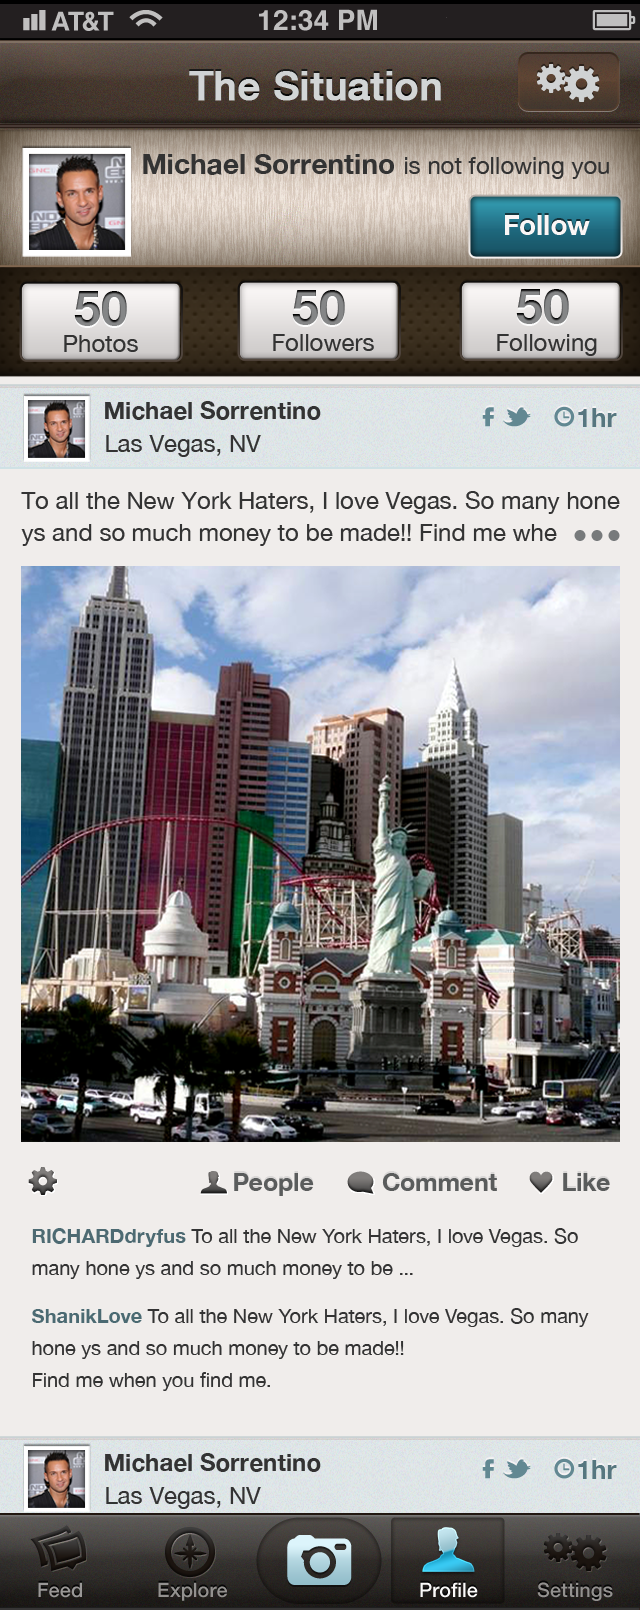 AT&T 12:34 PM
The Situation
Michael Sorrentino is not following you
Follow
50 50 50
Photos Followers Following
Michael Sorrentino 1hr
Las Vegas, NV
To all the New York Haters, I love Vegas. So many hone
ys and so much money to be made!! Find me whe
People Comment Like
RICHARDdryfus To all the New York Haters, I love Vegas. So
many hone ys and so much money to be ...
ShanikLove To all the New York Haters, I love Vegas. So many
hone ys and so much money to be made!!
Find me when you find me.
Michael Sorrentino 1hr
Las Vegas, NV
Feed Explore Profile Settings